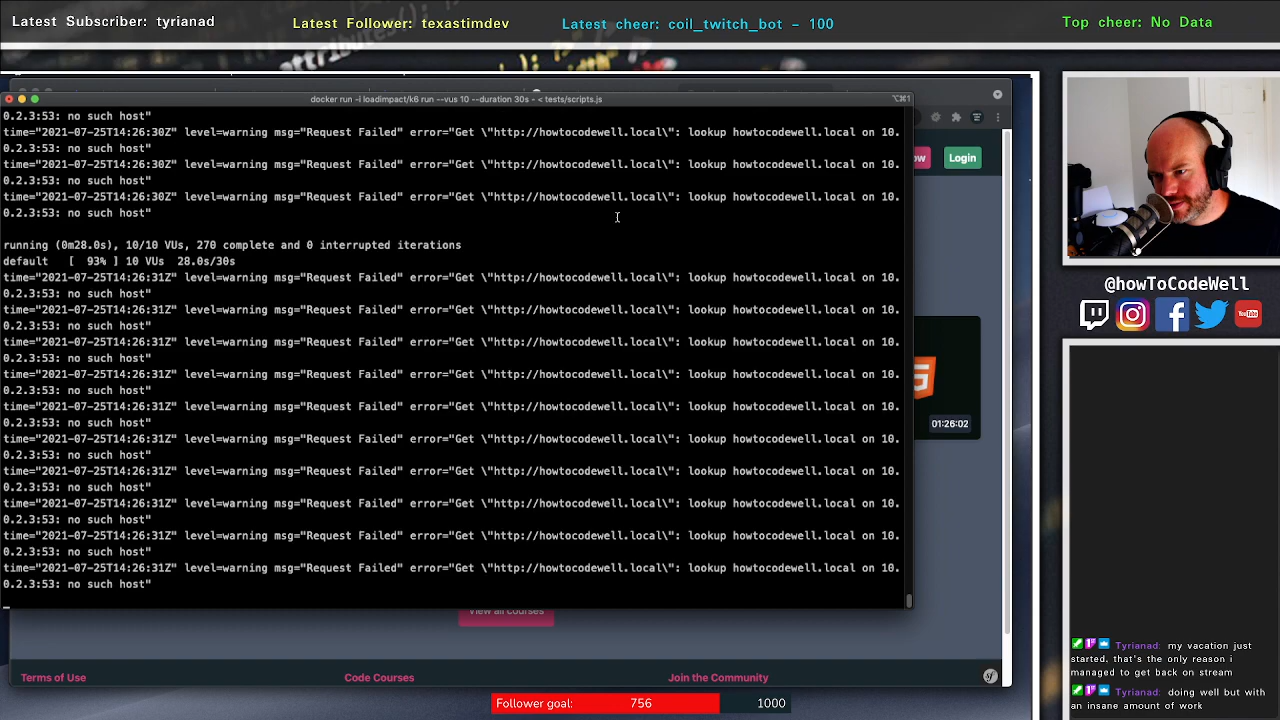 Latest Subscriber: tyrianad
Latest Follower: texastimdev
Latest cheer: coil_twitch_bot - 100
Top cheer: No Data
docker run -i loadimpact/k6 run --vus 10 --duration 30s - < tests/scripts.js
⌥⌘1
0.2.3:53: no such host"
time="2021-07-25T14:26:30Z" level=warning msg="Request Failed" error="Get \"http://howtocodewell.local\": lookup howtocodewell.local on 10.
0.2.3:53: no such host"
time="2021-07-25T14:26:30Z" level=warning msg="Request Failed" error="Get \"http://howtocodewell.local\": lookup howtocodewell.local on 10.
0.2.3:53: no such host"
time="2021-07-25T14:26:30Z" level=warning msg="Request Failed" error="Get \"http://howtocodewell.local\": lookup howtocodewell.local on 10.
0.2.3:53: no such host"
running (0m28.0s), 10/10 VUs, 270 complete and 0 interrupted iterations
default [ 93% ] 10 VUs 28.0s/30s
time="2021-07-25T14:26:31Z" level=warning msg="Request Failed" error="Get \"http://howtocodewell.local\": lookup howtocodewell.local on 10.
0.2.3:53: no such host"
time="2021-07-25T14:26:31Z" level=warning msg="Request Failed" error="Get \"http://howtocodewell.local\": lookup howtocodewell.local on 10.
0.2.3:53: no such host"
time="2021-07-25T14:26:31Z" level=warning msg="Request Failed" error="Get \"http://howtocodewell.local\": lookup howtocodewell.local on 10.
0.2.3:53: no such host"
time="2021-07-25T14:26:31Z" level=warning msg="Request Failed" error="Get \"http://howtocodewell.local\": lookup howtocodewell.local on 10.
0.2.3:53: no such host"
time="2021-07-25T14:26:31Z" level=warning msg="Request Failed" error="Get \"http://howtocodewell.local\": lookup howtocodewell.local on 10.
0.2.3:53: no such host"
time="2021-07-25T14:26:31Z" level=warning msg="Request Failed" error="Get \"http://howtocodewell.local\": lookup howtocodewell.local on 10.
0.2.3:53: no such host"
time="2021-07-25T14:26:31Z" level=warning msg="Request Failed" error="Get \"http://howtocodewell.local\": lookup howtocodewell.local on 10.
0.2.3:53: no such host"
time="2021-07-25T14:26:31Z" level=warning msg="Request Failed" error="Get \"http://howtocodewell.local\": lookup howtocodewell.local on 10.
0.2.3:53: no such host"
time="2021-07-25T14:26:31Z" level=warning msg="Request Failed" error="Get \"http://howtocodewell.local\": lookup howtocodewell.local on 10.
0.2.3:53: no such host"
time="2021-07-25T14:26:31Z" level=warning msg="Request Failed" error="Get \"http://howtocodewell.local\": lookup howtocodewell.local on 10.
0.2.3:53: no such host"
ow
Login
01:26:02
View all courses
Terms of Use
Code Courses
Join the Community
Follower goal: 756 1000
@howToCodeWell
Tyrianad: my vacation just
started. that's the only reason i
managed to get back on stream
Tyrianad: doing well but with
an insane amount of work